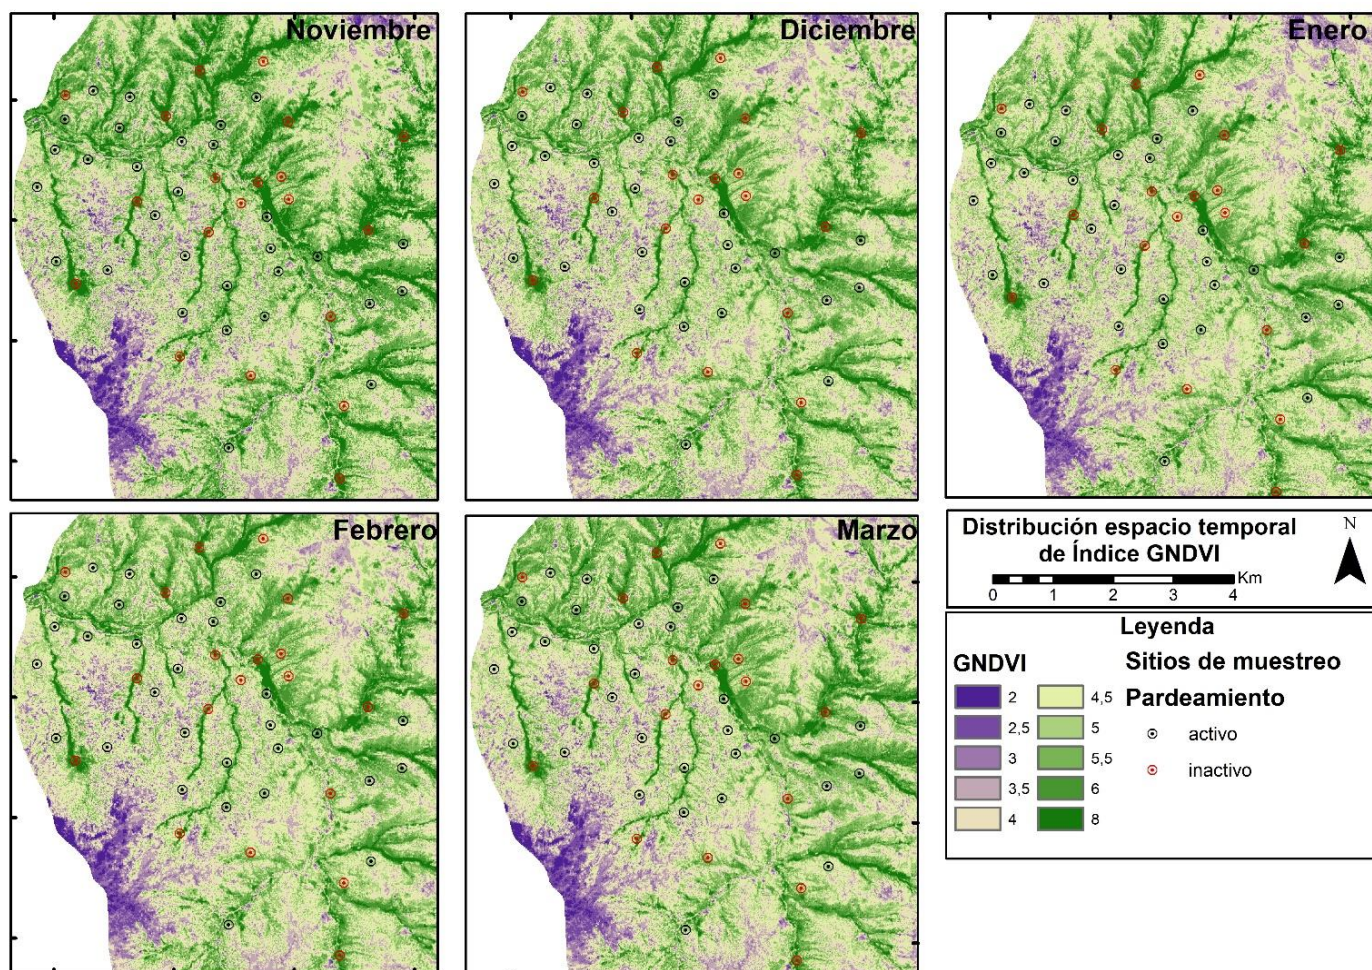 Noviembre
Diciembre
Enero
Febrero
Marzo
Distribución espacio temporal
de Índice GNDVI
N
Km
0 1 2 3 4
Leyenda
GNDVI
Sitios de muestreo
Pardeamiento
2
2,5
3
3,5
4
4,5
5
5,5
6
8
activo
inactivo